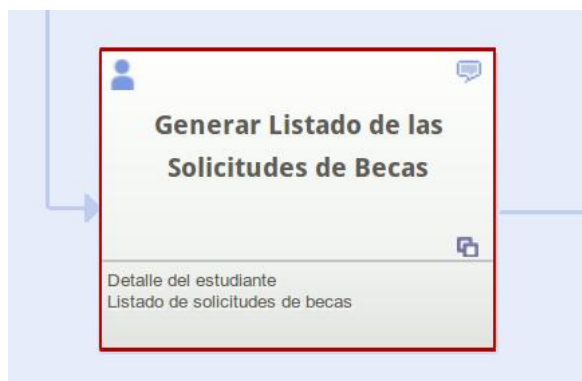 Generar Listado de las
Solicitudes de Becas
Detalle del estudiante
Listado de solicitudes de becas